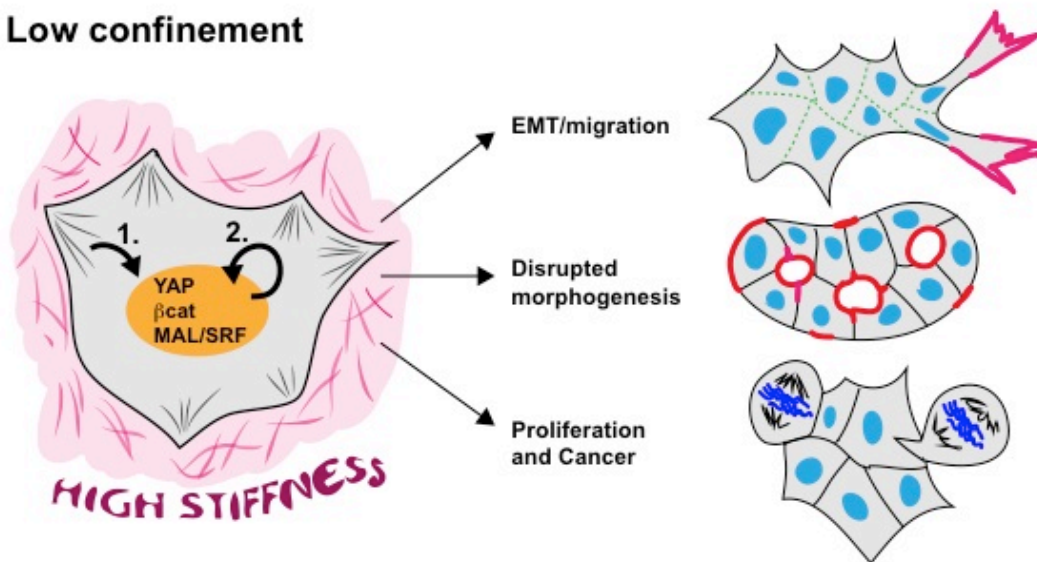 Low confinement
1.
2.
YAP
βcat
MAL/SRF
HIGH STIFFNESS
EMT/migration
Disrupted
morphogenesis
Proliferation
and Cancer